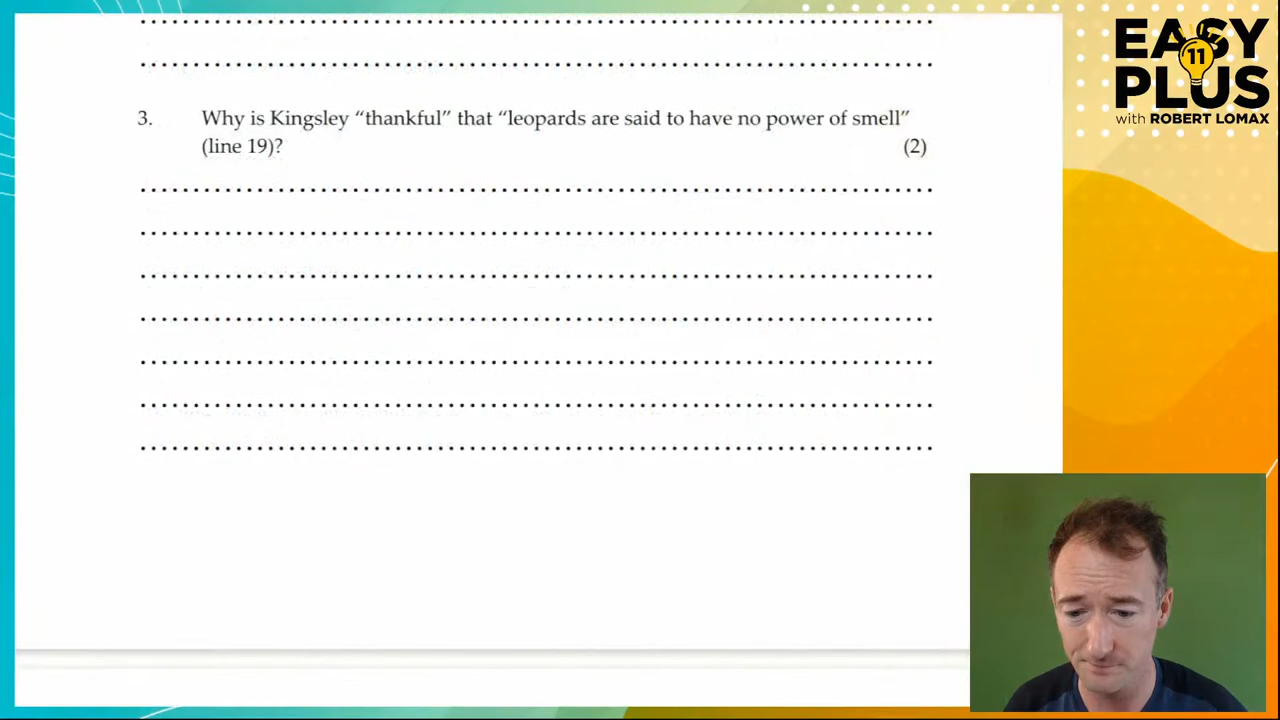 EASY
11
PLUS
with ROBERT LOMAX
3. Why is Kingsley “thankful” that “leopards are said to have no power of smell”
(line 19)? (2)